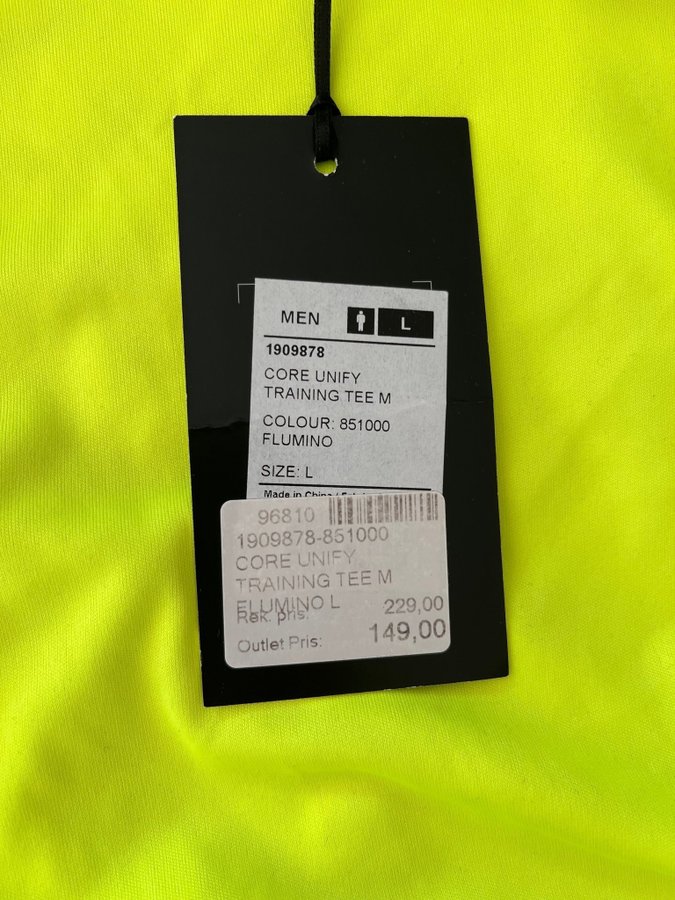 MEN L
1909878
CORE UNIFY
TRAINING TEE M
COLOUR: 851000
FLUMINO
SIZE: L
Made in China /
96810
1909878-851000
CORE UNIFY
TRAINING TEE M
FLUMINO L
Rek. pris: 229,00
Outlet Pris: 149,00